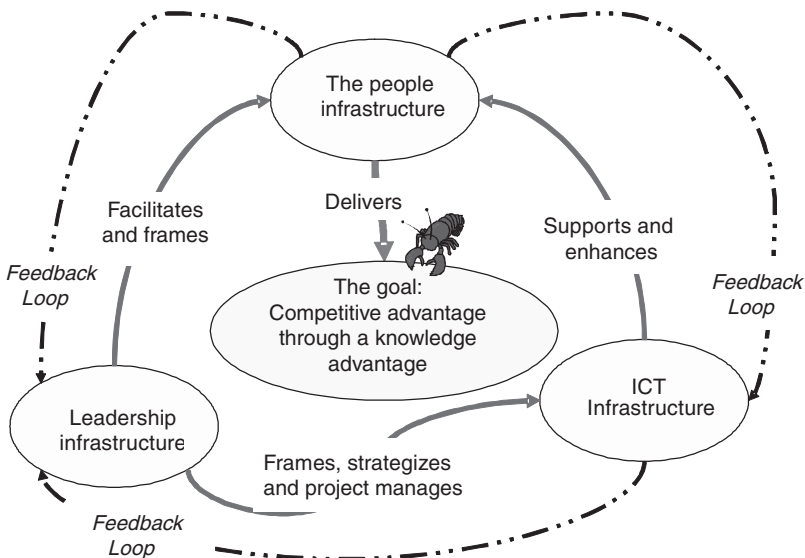 The people
infrastructure
Facilitates
and frames
Delivers
Supports and
enhances
Feedback
Loop
The goal:
Competitive advantage
through a knowledge
advantage
Feedback
Loop
Leadership
infrastructure
ICT
Infrastructure
Frames, strategizes
and project manages
Feedback
Loop